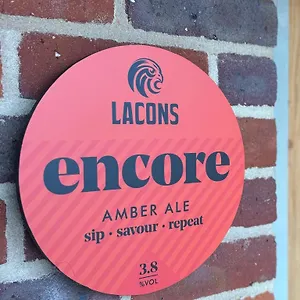 LACONS
encore
AMBER ALE
sip · savour · repeat
3.8
%VOL